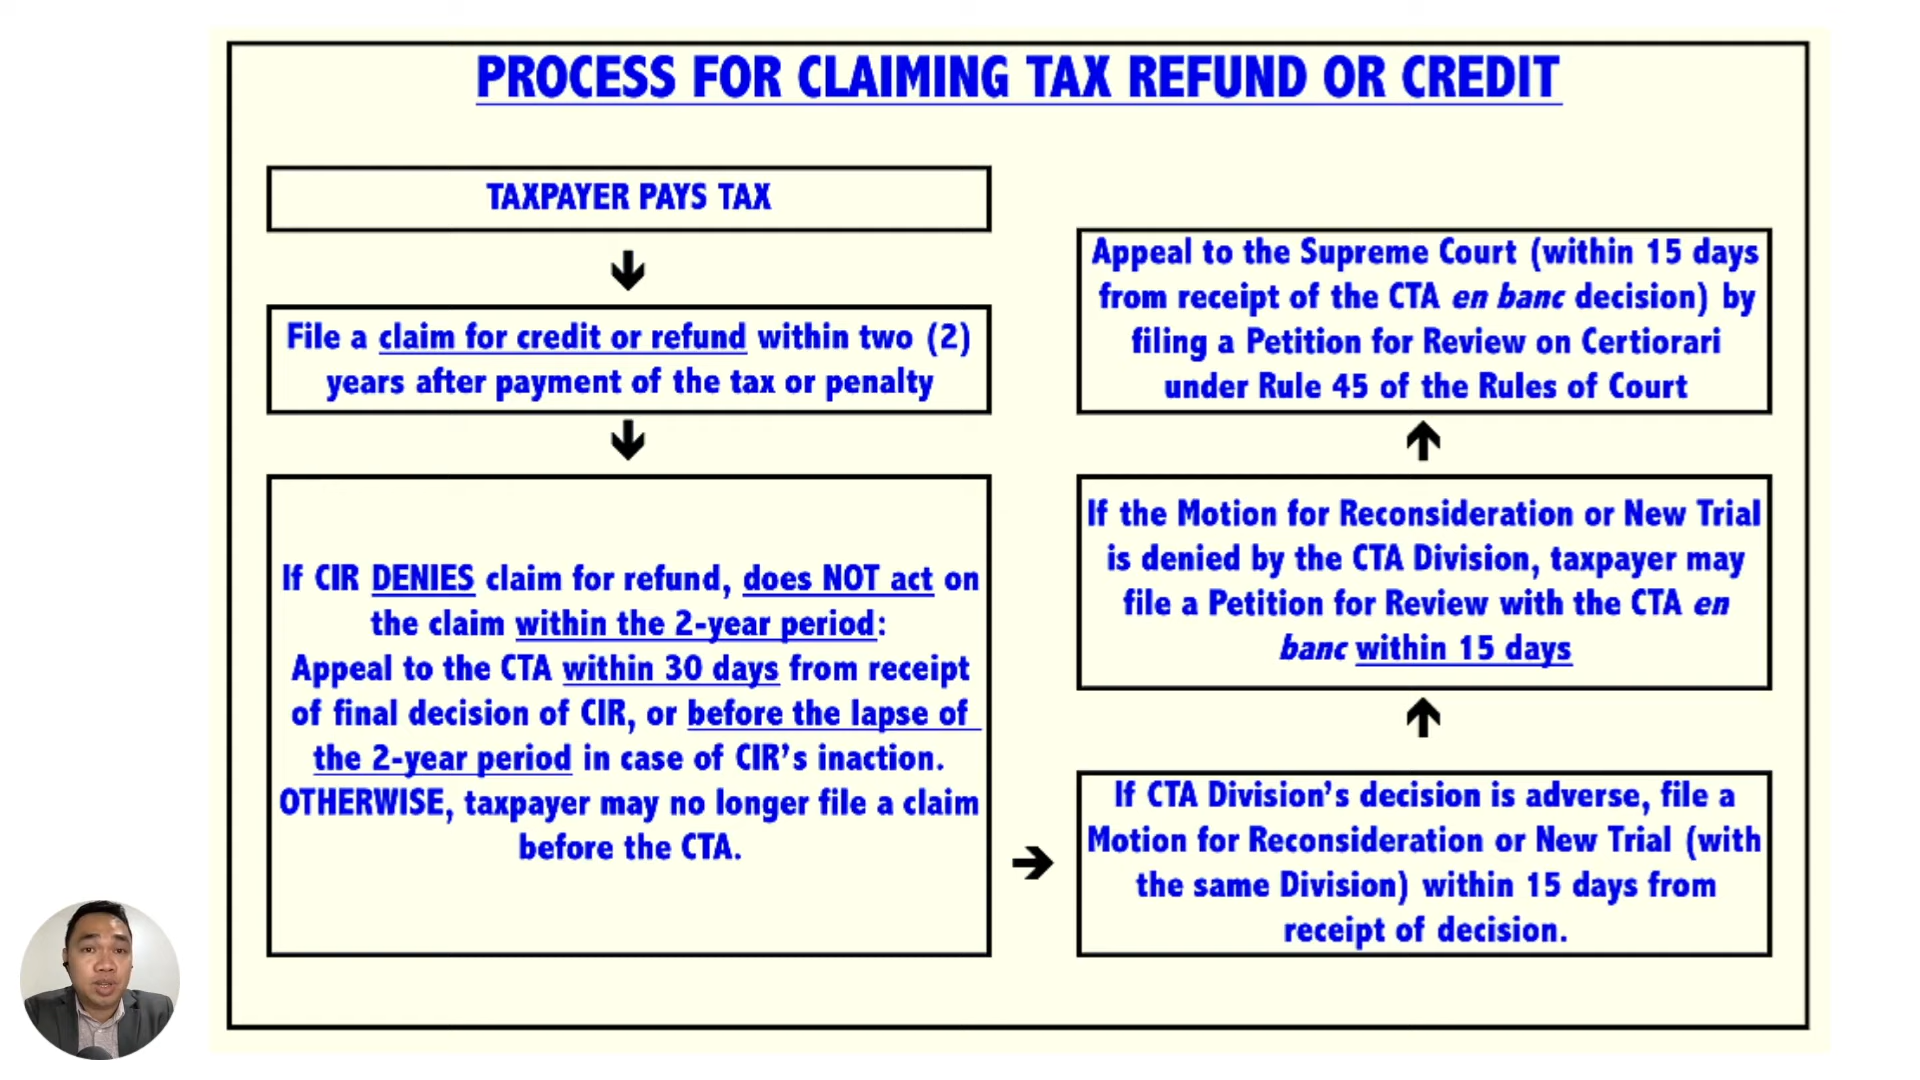 PROCESS FOR CLAIMING TAX REFUND OR CREDIT
TAXPAYER PAYS TAX
File a claim for credit or refund within two (2)
years after payment of the tax or penalty
If CIR DENIES claim for refund, does NOT act on
the claim within the 2-year period:
Appeal to the CTA within 30 days from receipt
of final decision of CIR, or before the lapse of
the 2-year period in case of CIR's inaction.
OTHERWISE, taxpayer may no longer file a claim
before the CTA.
If CTA Division's decision is adverse, file a
Motion for Reconsideration or New Trial (with
the same Division) within 15 days from
receipt of decision.
If the Motion for Reconsideration or New Trial
is denied by the CTA Division, taxpayer may
file a Petition for Review with the CTA en
banc within 15 days
Appeal to the Supreme Court (within 15 days
from receipt of the CTA en banc decision) by
filing a Petition for Review on Certiorari
under Rule 45 of the Rules of Court